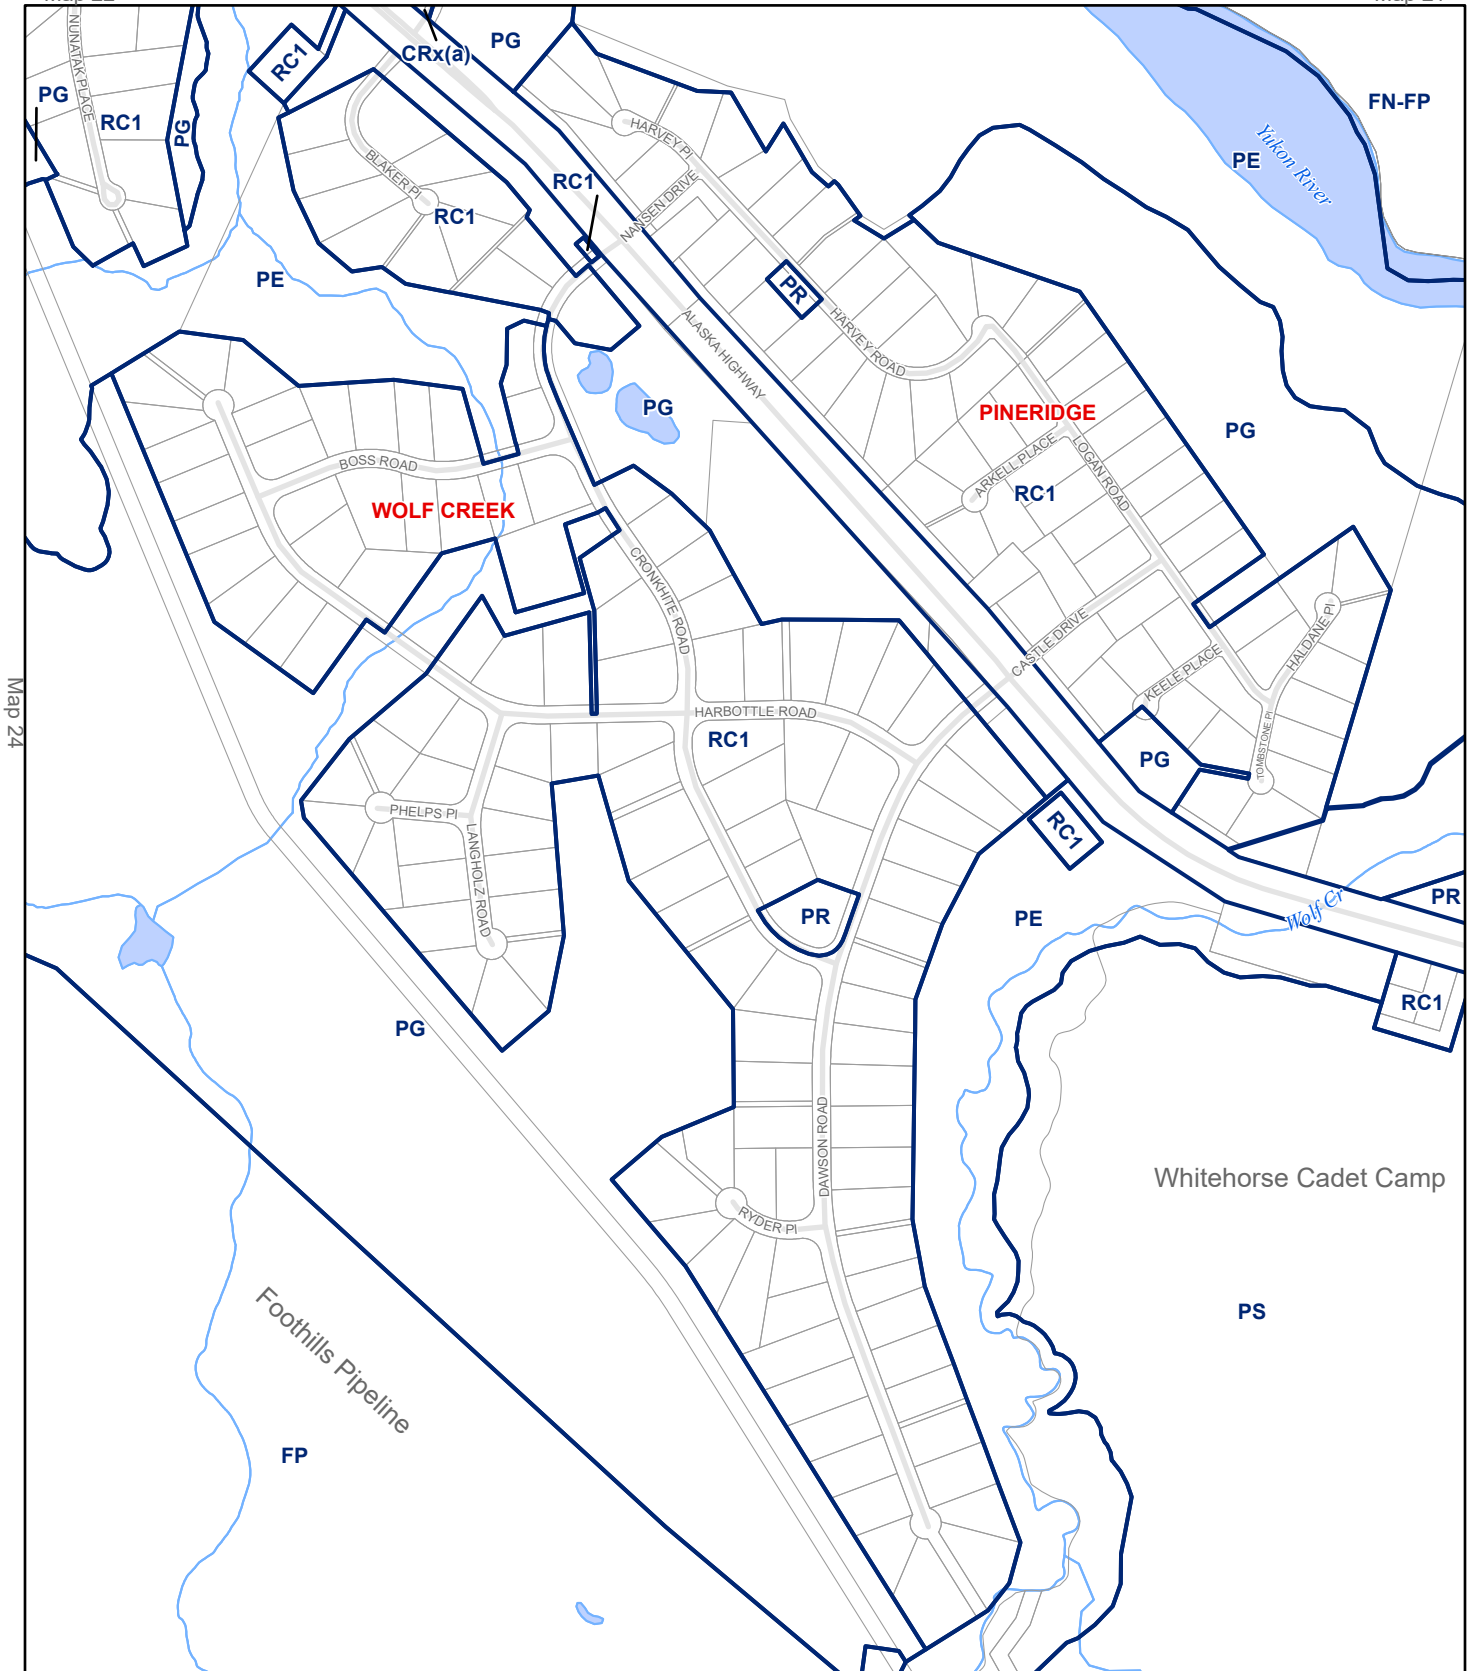 PG
CRx(a)
RC1
NUNATAK PLACE
PG
RC1
PG
HARVEY Pl
FN-FP
PE
Yukon River
BLAKER Pl
RC1
RC1
NANSEN DRIVE
PE
PR
HARVEY ROAD
ALASKA HIGHWAY
PG
PINERIDGE
PG
ARKELL PLACE
LOGAN ROAD
RC1
BOSS ROAD
WOLF CREEK
CRONKHITE ROAD
CASTLE DRIVE
KEELE PLACE
HALDANE Pl
TOMBSTONE Pl
Map 24
HARBOTTLE ROAD
RC1
PG
PHELPS Pl
LANGHOLZ ROAD
RC1
PR
PE
Wolf Cr
PR
RC1
PG
DAWSON ROAD
RYDER Pl
Whitehorse Cadet Camp
PS
Foothills Pipeline
FP